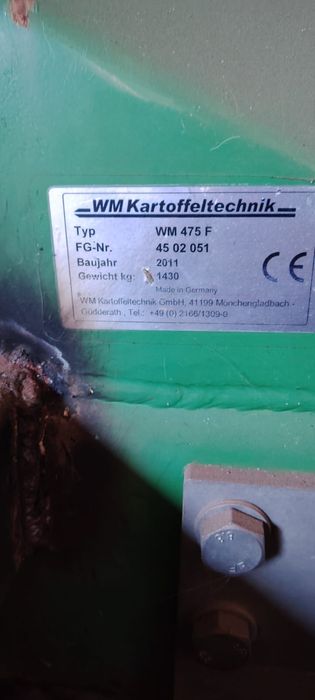 WM Kartoffeltechnik
Typ WM 475 F
FG-Nr. 45 02 051
Baujahr 2011
Gewicht kg: 1430
CE
Made in Germany
WM Kartoffeltechnik GmbH, 41199 Mönchengladbach -
Güdderath, Tel.: +49 (0) 2166/1309-0